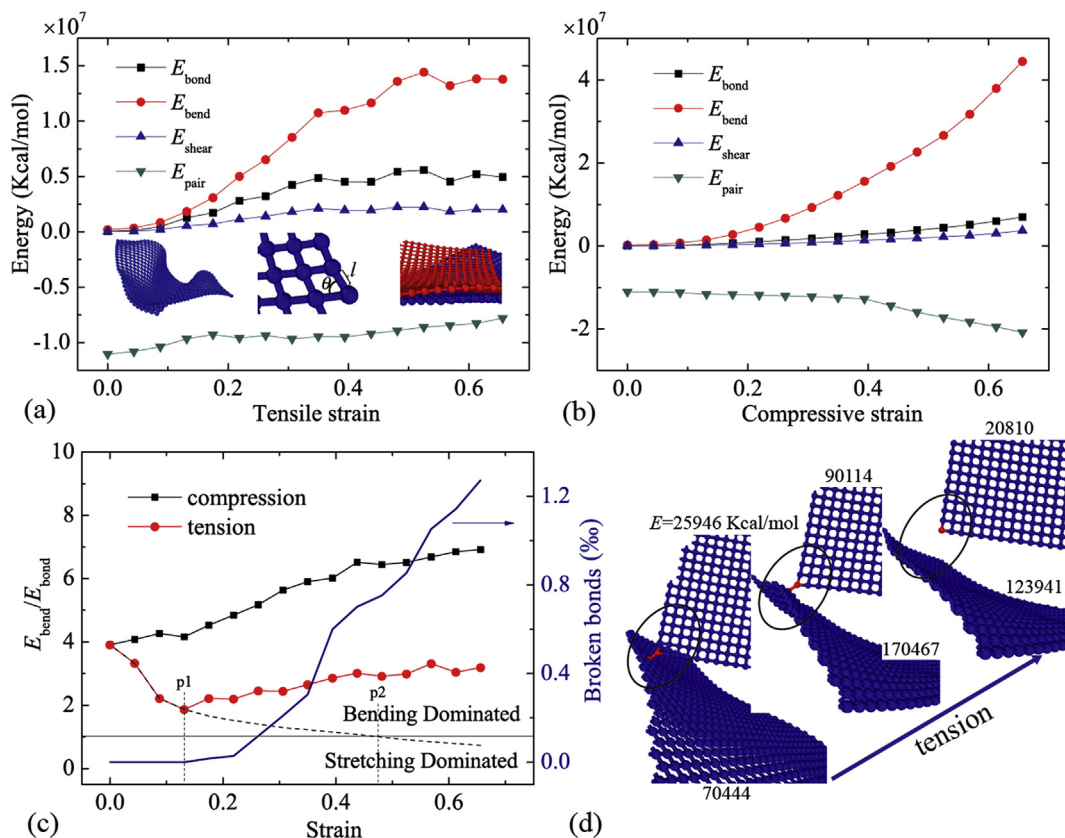 ×10⁷
E_bond
E_bend
E_shear
E_pair
Energy (Kcal/mol)
1.5
1.0
0.5
0.0
-0.5
-1.0
θ
l
0.0 0.2 0.4 0.6
Tensile strain
(a)
×10⁷
E_bond
E_bend
E_shear
E_pair
Energy (Kcal/mol)
4
2
0
-2
0.0 0.2 0.4 0.6
Compressive strain
(b)
E_bend/E_bond
10
8
6
4
2
0
compression
tension
p1
p2
Bending Dominated
Stretching Dominated
1.2
0.8
0.4
0.0
Broken bonds (‰)
0.0 0.2 0.4 0.6
Strain
(c)
20810
90114
E=25946 Kcal/mol
123941
170467
70444
tension
(d)